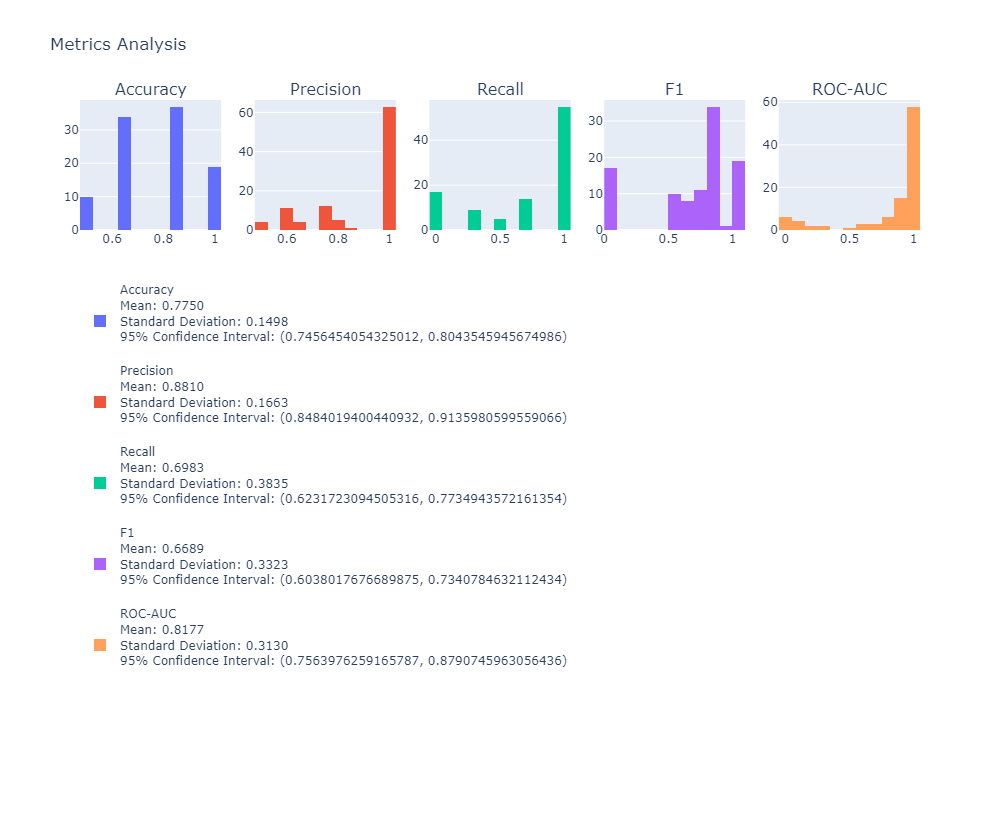 Metrics Analysis
Accuracy Precision Recall F1 ROC-AUC
30
20
10
0
0.6 0.8 1
60
40
20
0
0.6 0.8 1
40
20
0
0 0.5 1
30
20
10
0
0 0.5 1
60
40
20
0
0 0.5 1
Accuracy
Mean: 0.7750
Standard Deviation: 0.1498
95% Confidence Interval: (0.7456454054325012, 0.8043545945674986)
Precision
Mean: 0.8810
Standard Deviation: 0.1663
95% Confidence Interval: (0.8484019400440932, 0.9135980599559066)
Recall
Mean: 0.6983
Standard Deviation: 0.3835
95% Confidence Interval: (0.6231723094505316, 0.7734943572161354)
F1
Mean: 0.6689
Standard Deviation: 0.3323
95% Confidence Interval: (0.6038017676689875, 0.7340784632112434)
ROC-AUC
Mean: 0.8177
Standard Deviation: 0.3130
95% Confidence Interval: (0.7563976259165787, 0.8790745963056436)